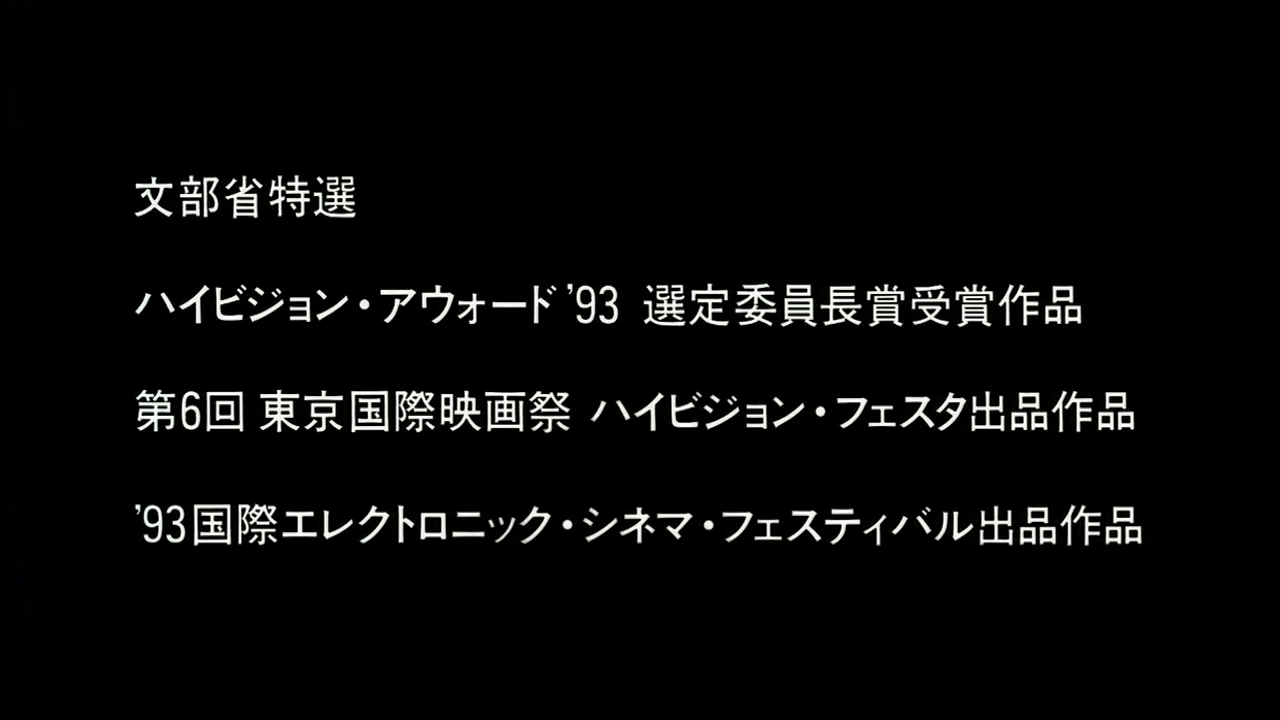 文部省特選
ハイビジョン・アウォード’93 選定委員長賞受賞作品
第6回 東京国際映画祭 ハイビジョン・フェスタ出品作品
’93国際エレクトロニック・シネマ・フェスティバル出品作品